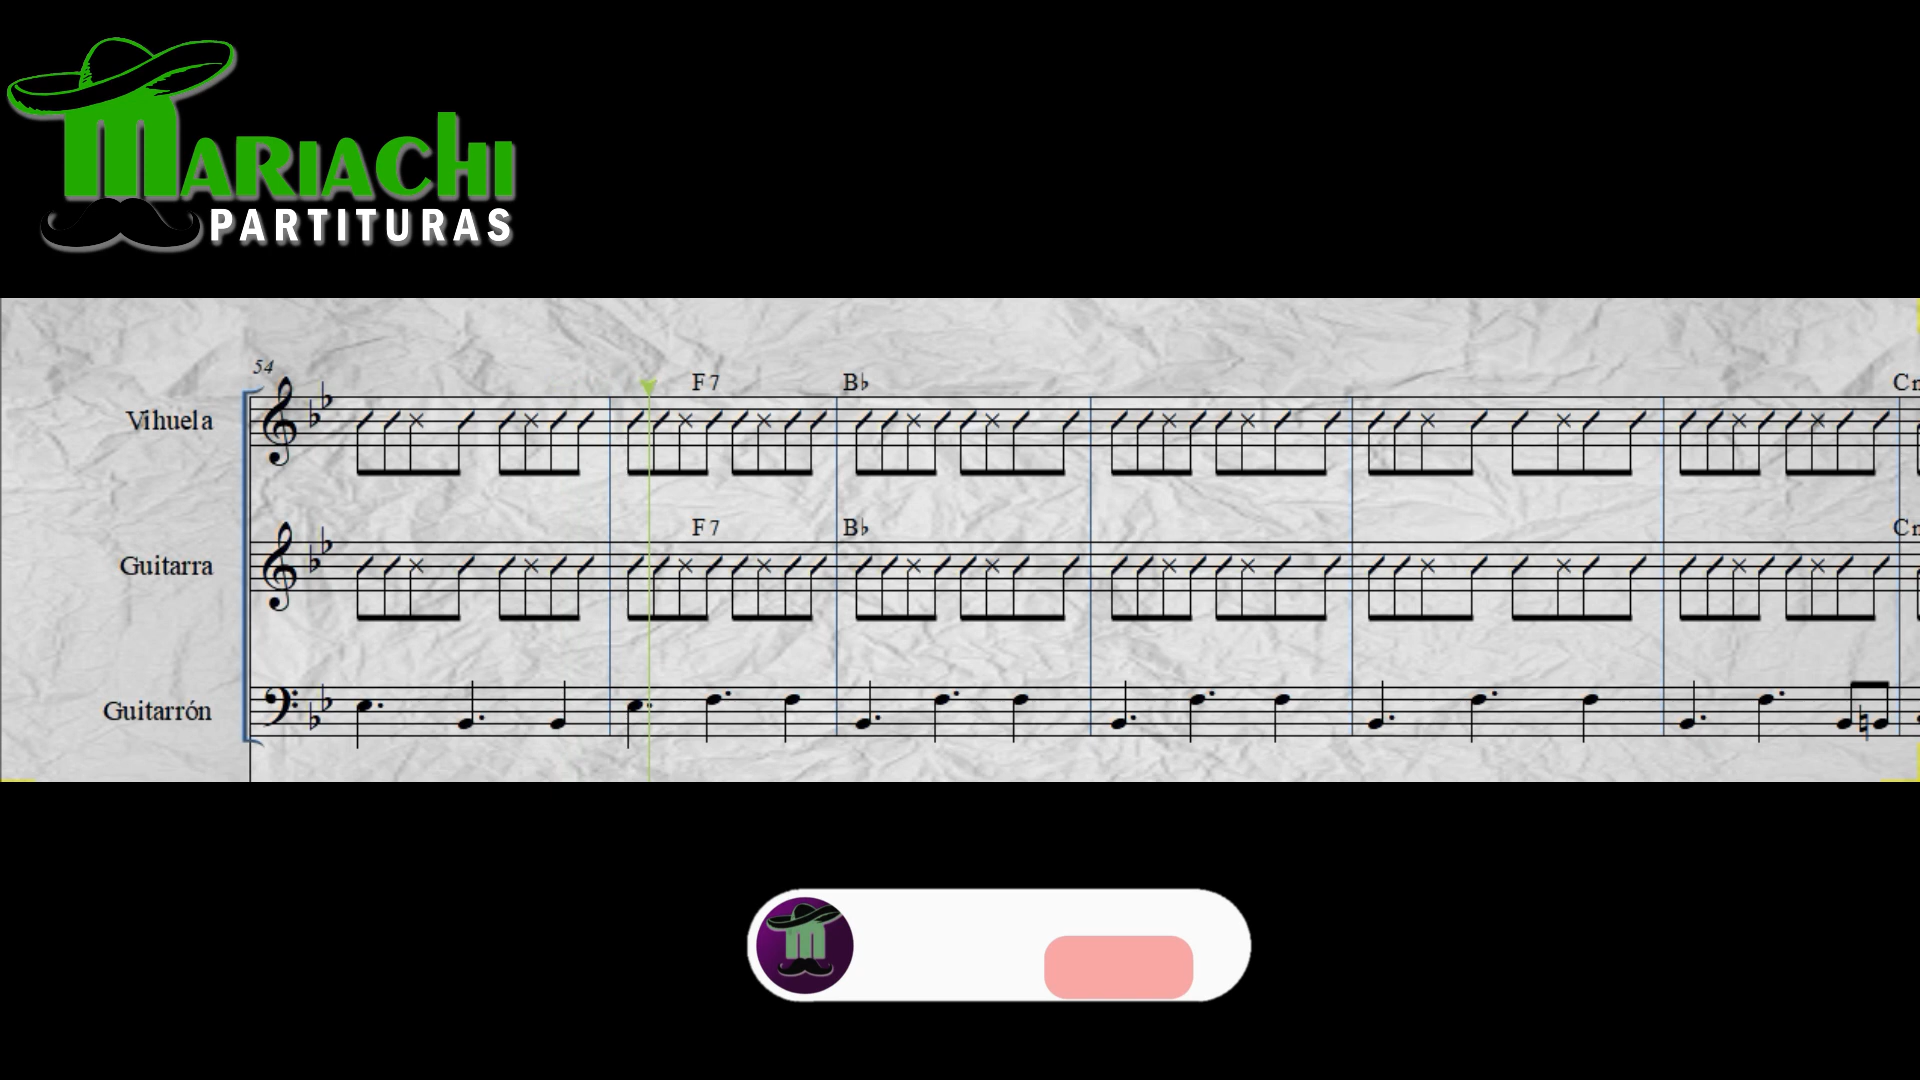 MARIACHI
PARTITURAS
54
F7 B♭
Vihuela
F7 B♭
Guitarra
Guitarrón